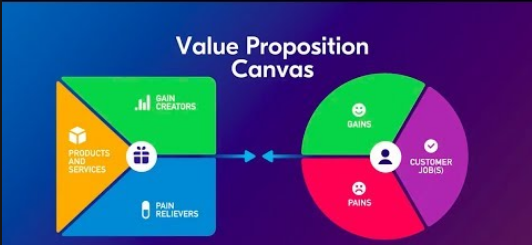 Value Proposition
Canvas
GAIN
CREATORS
PRODUCTS
AND
SERVICES
PAIN
RELIEVERS
GAINS
CUSTOMER
JOB(S)
PAINS